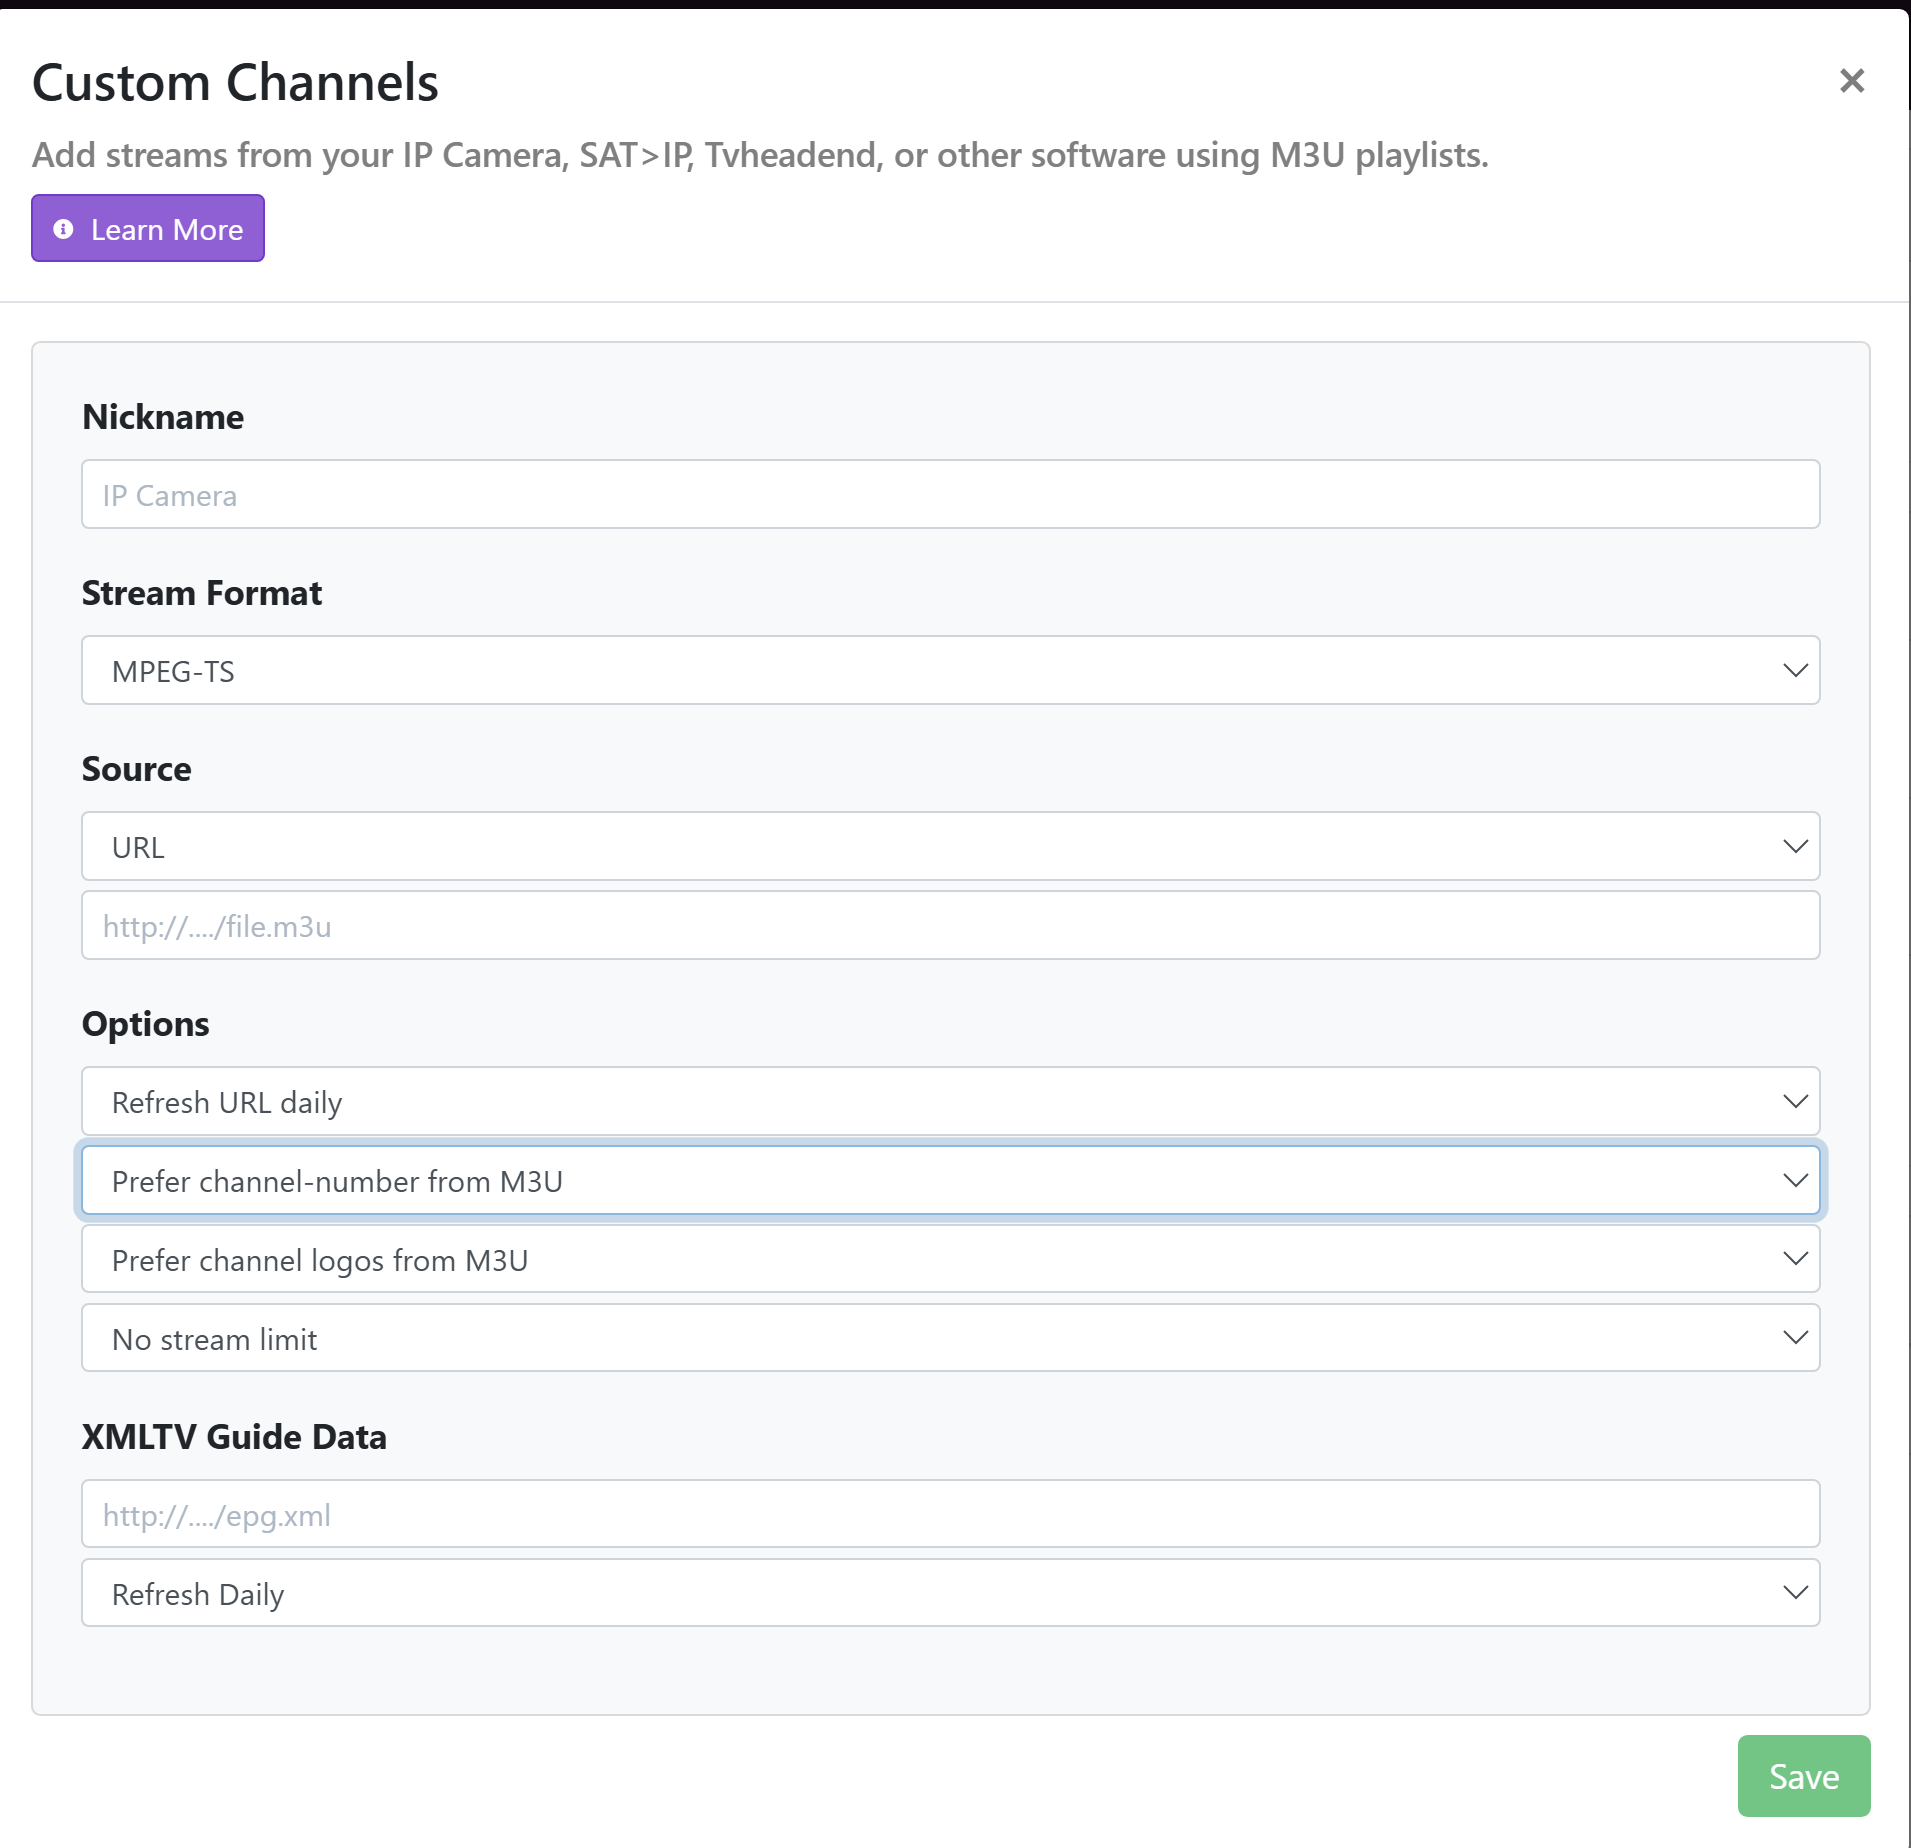 Custom Channels
Add streams from your IP Camera, SAT>IP, Tvheadend, or other software using M3U playlists.
Learn More
Nickname
IP Camera
Stream Format
MPEG-TS
Source
URL
http://..../file.m3u
Options
Refresh URL daily
Prefer channel-number from M3U
Prefer channel logos from M3U
No stream limit
XMLTV Guide Data
http://..../epg.xml
Refresh Daily
Save